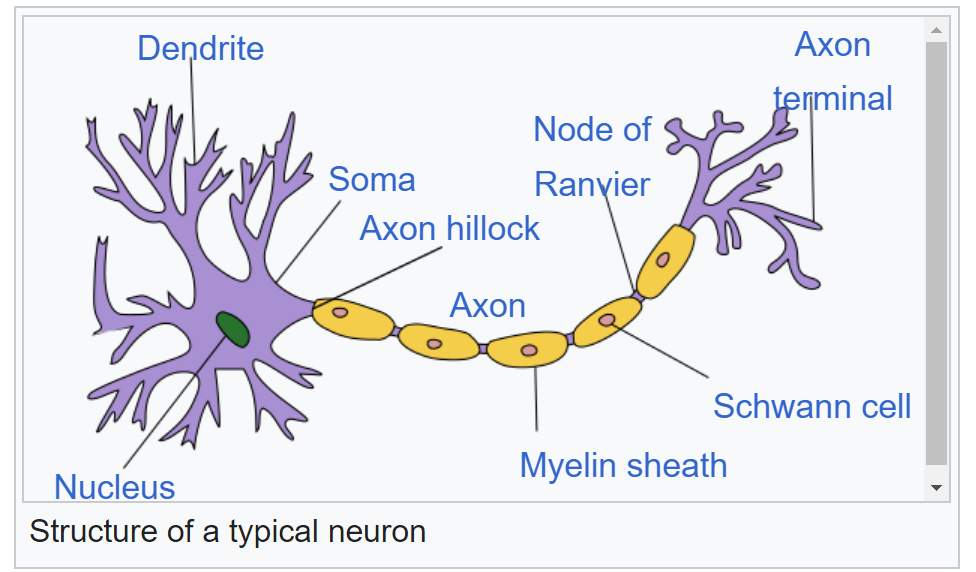 Dendrite
Axon
terminal
Node of
Ranvier
Soma
Axon hillock
Axon
Schwann cell
Myelin sheath
Nucleus
Structure of a typical neuron